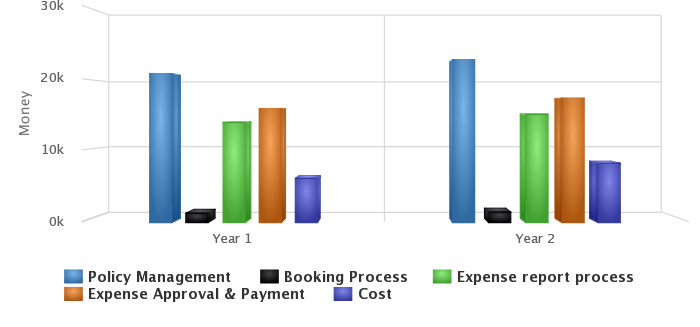 30k
20k
10k
0k
Money
Year 1
Year 2
Policy Management
Booking Process
Expense report process
Expense Approval & Payment
Cost